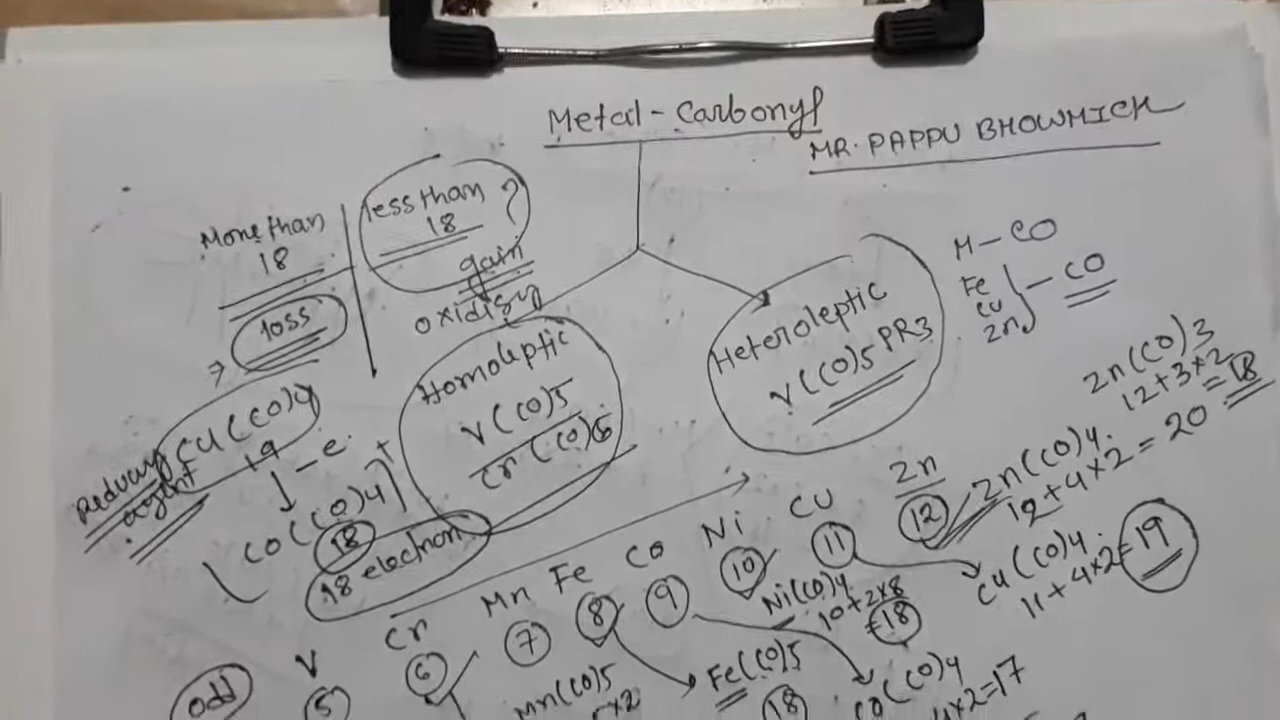 Metal - Carbonyl
MR. PAPPU BHOWMICK
More than
18
loss
less than
18 ?
gain
oxidising
Homoleptic
V(CO)5
Cr(CO)6
Heteroleptic
V(CO)5 PR3
M - CO
Fe
Cu
Zn
- CO
Reducing
agent
Cu(CO)4
19
-e
[Co(CO)4]+
18
18 electron
Zn(CO)3
12+3×2
=18
Zn
12
Zn(CO)4
12+4×2=20
Cu
11
Cu(CO)4
11+4×2=19
Ni
10
Ni(CO)4
10+2×8
=18
Co
9
Co(CO)4
4×2=17
Fe
8
Fe(CO)5
18
Mn
7
Mn(CO)5
5×2
Cr
6
V
5
odd